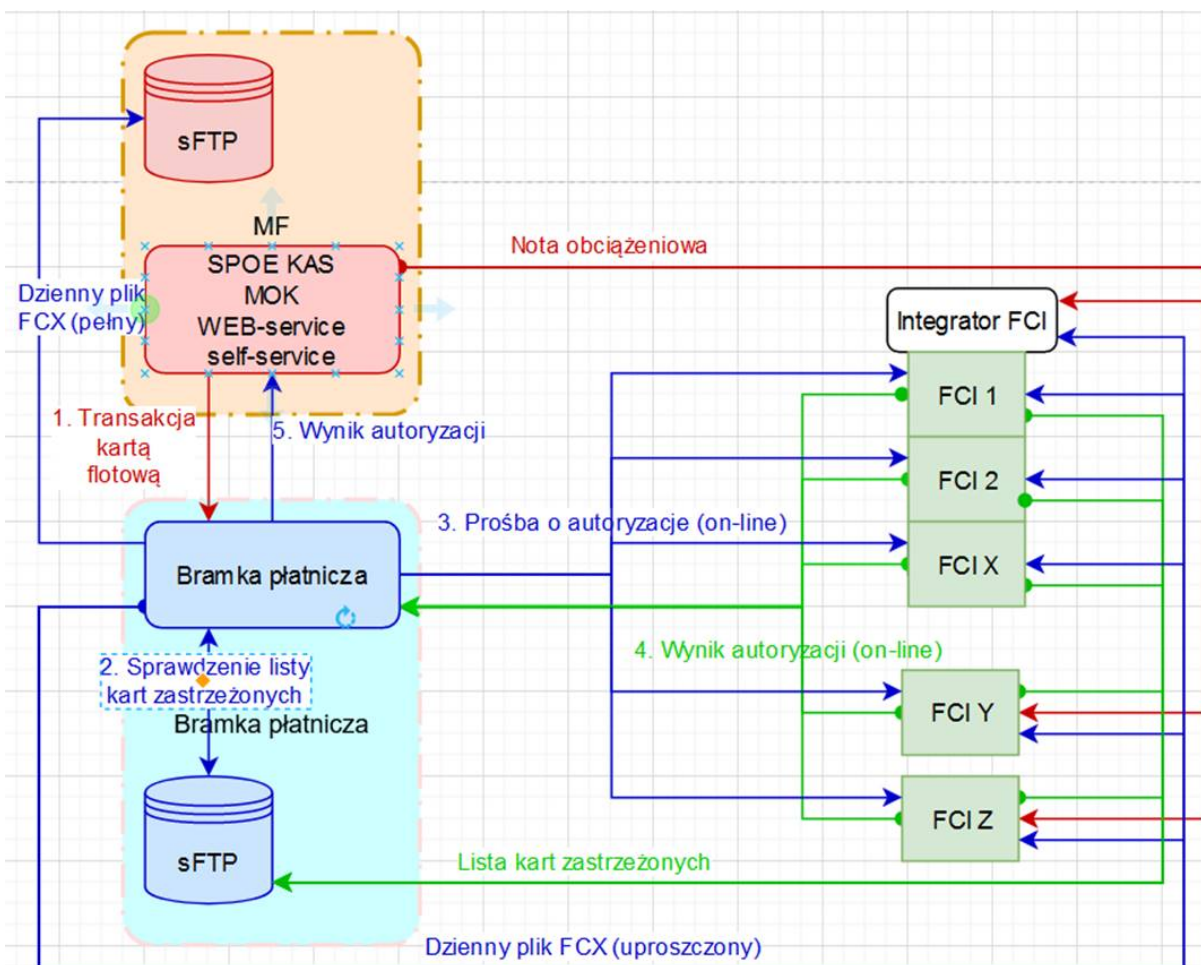 sFTP
MF
SPOE KAS
MOK
WEB-service
self-service
Dzienny plik
FCX (pełny)
Nota obciążeniowa
Integrator FCI
FCI 1
FCI 2
FCI X
1. Transakcja
kartą
flotową
5. Wynik autoryzacji
3. Prośba o autoryzacje (on-line)
Bramka płatnicza
4. Wynik autoryzacji (on-line)
2. Sprawdzenie listy
kart zastrzeżonych
Bramka płatnicza
FCI Y
FCI Z
sFTP
Lista kart zastrzeżonych
Dzienny plik FCX (uproszczony)